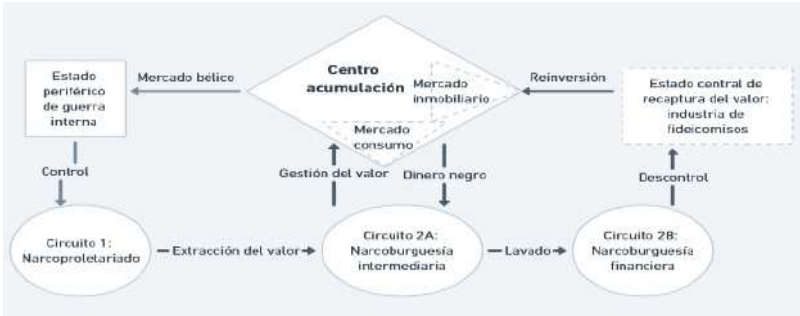 Estado
periférico
de guerra
interna
Mercado bélico
Centro
acumulación
Mercado
inmobiliario
Mercado
consumo
Reinversión
Estado central de
recaptura del valor:
industria de
fideicomisos
Control
Gestión del valor
Dinero negro
Descontrol
Circuito 1:
Narcoproletariado
Extracción del valor
Circuito 2A:
Narcoburguesía
intermediaria
Lavado
Circuito 2B:
Narcoburguesía
financiera